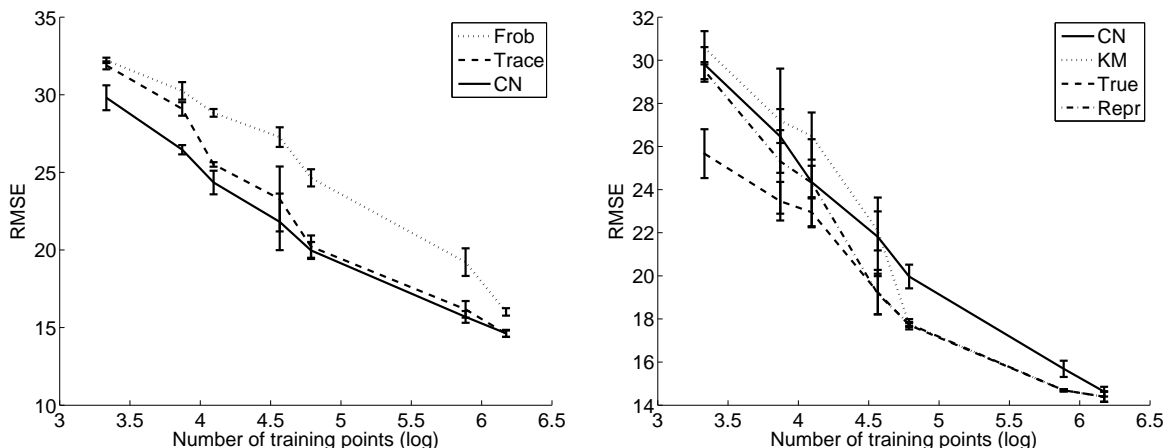 35
30
25
20
15
10
RMSE
Frob
Trace
CN
3 3.5 4 4.5 5 5.5 6 6.5
Number of training points (log)
32
30
28
26
24
22
20
18
16
14
RMSE
CN
KM
True
Repr
3 3.5 4 4.5 5 5.5 6 6.5
Number of training points (log)